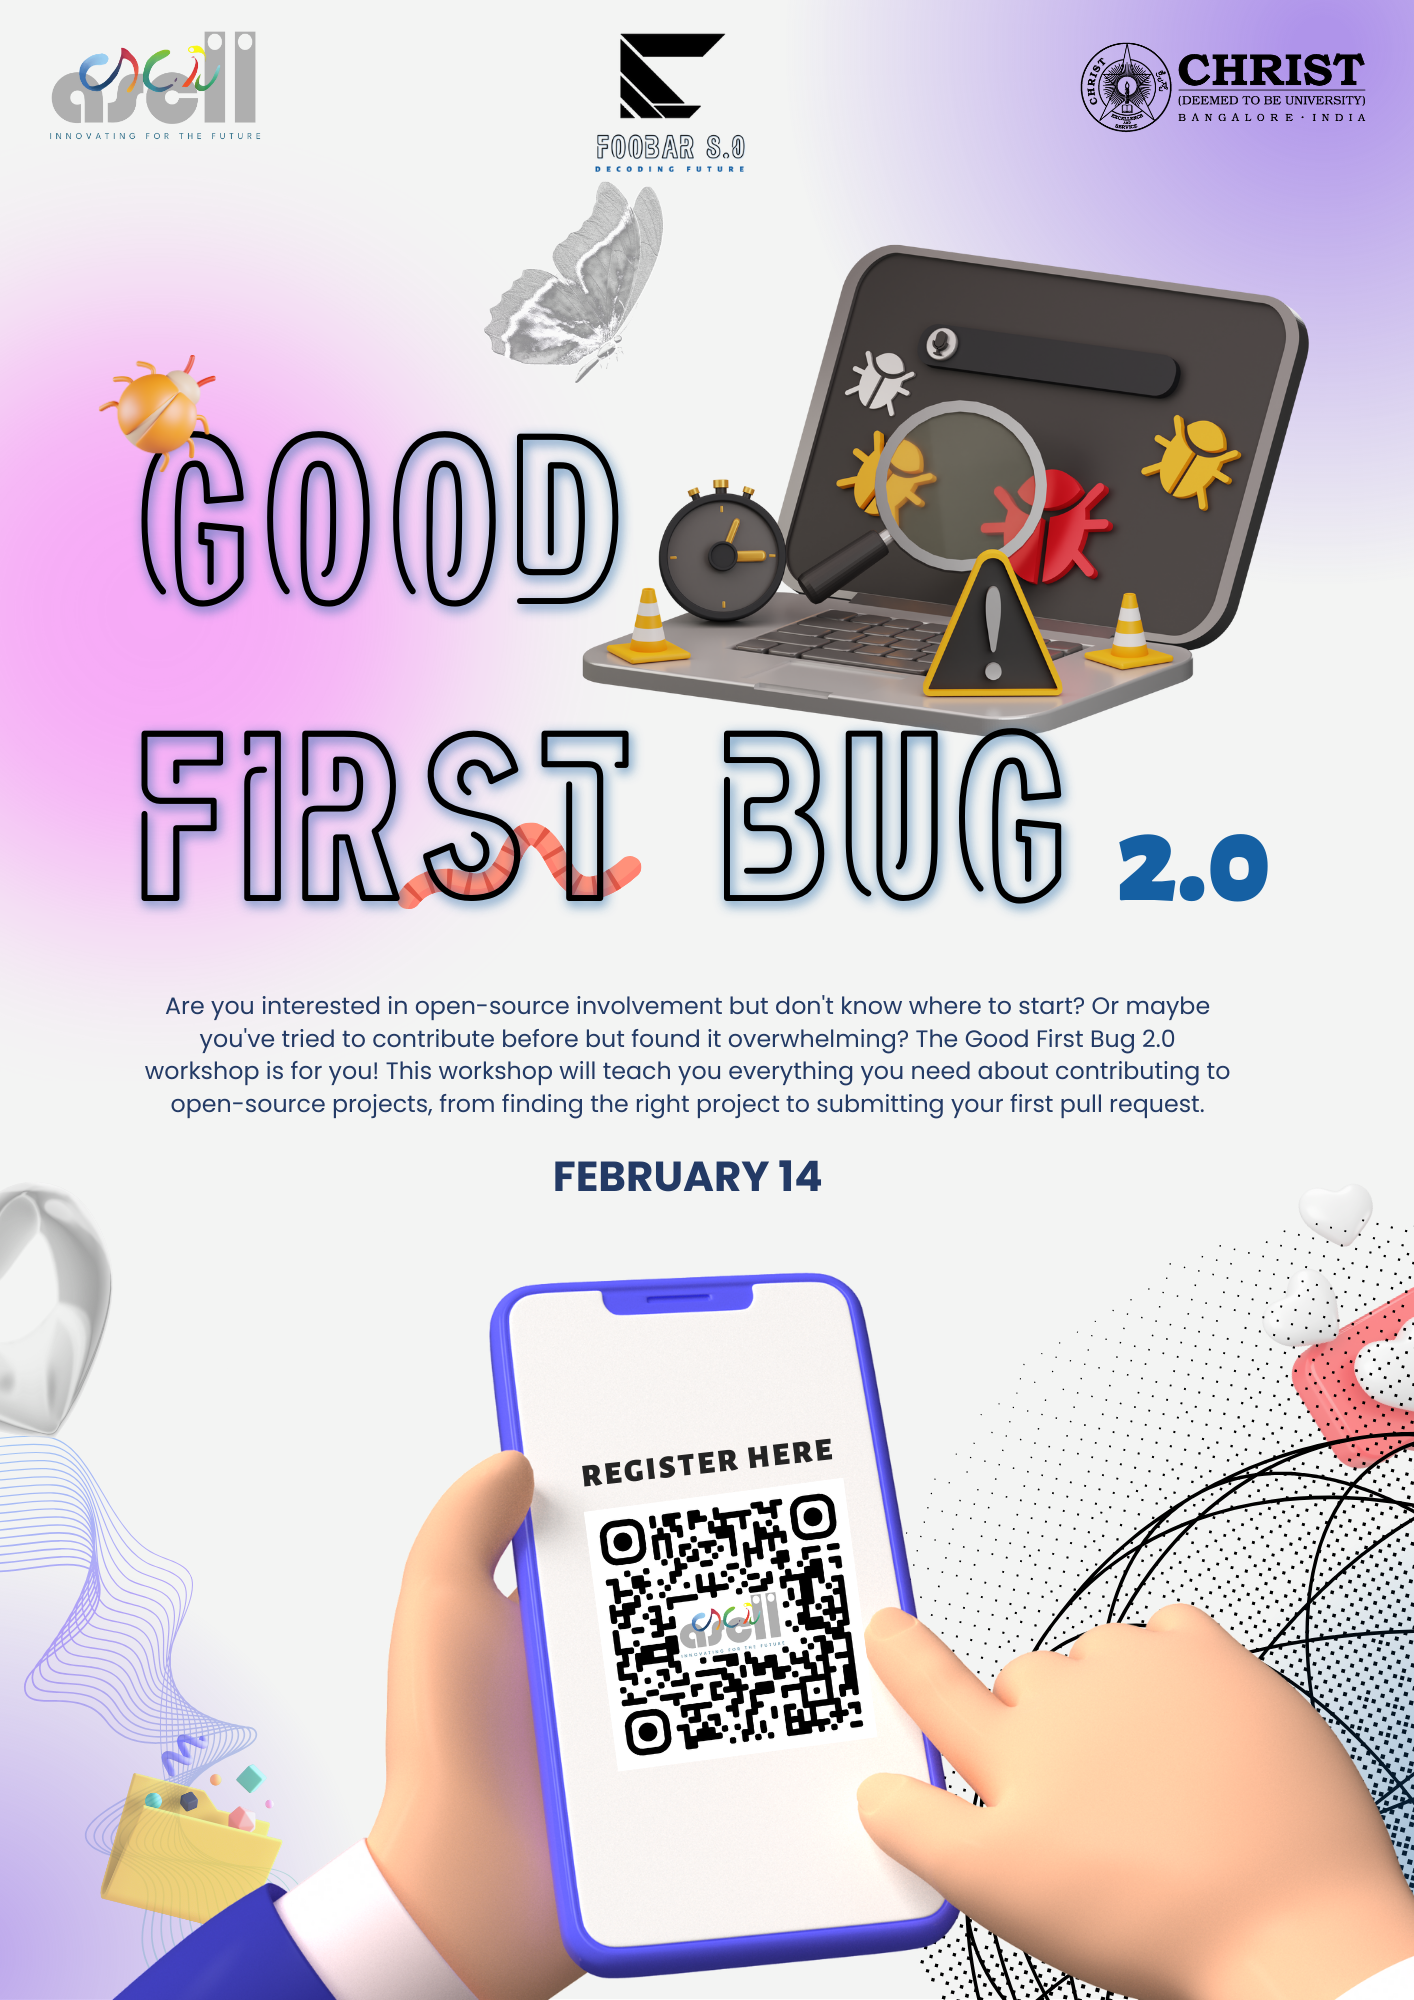 ascii
INNOVATING FOR THE FUTURE
FOOBAR 8.0
DECODING FUTURE
CHRIST
EXCELLENCE AND SERVICE
CHRIST
(DEEMED TO BE UNIVERSITY)
BANGALORE · INDIA
GOOD
FIRST BUG 2.0
Are you interested in open-source involvement but don't know where to start? Or maybe
you've tried to contribute before but found it overwhelming? The Good First Bug 2.0
workshop is for you! This workshop will teach you everything you need about contributing to
open-source projects, from finding the right project to submitting your first pull request.
FEBRUARY 14
REGISTER HERE
ascii
INNOVATING FOR THE FUTURE